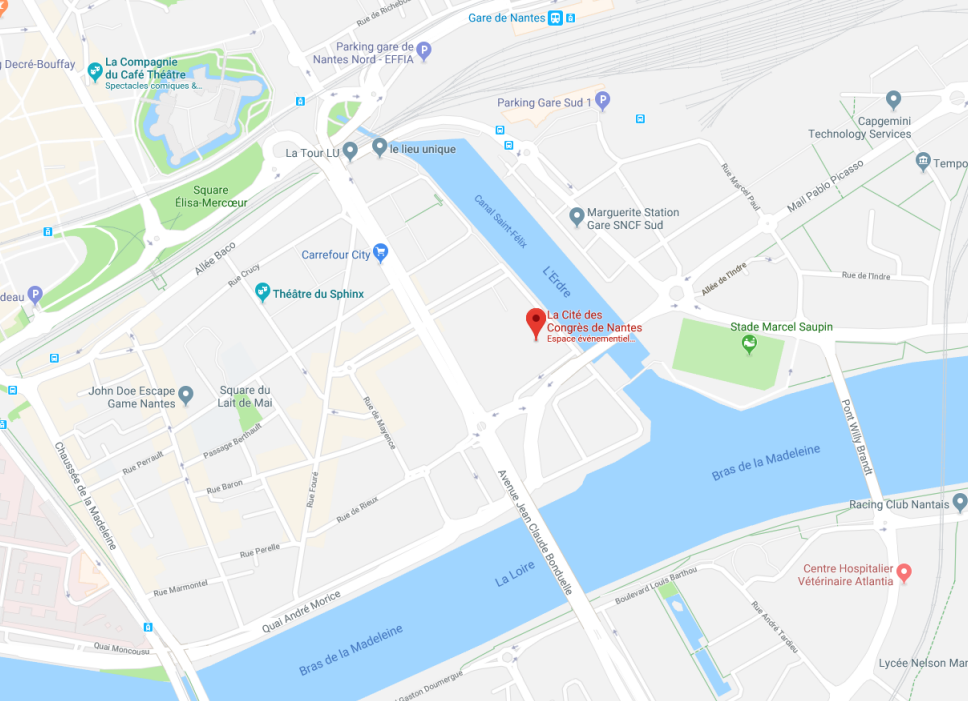 Rue de Richebou
Gare de Nantes
Parking gare de
Nantes Nord - EFFIA
P
Decré-Bouffay
La Compagnie
du Café Théâtre
Spectacles comiques &...
Parking Gare Sud 1
P
Capgemini
Technology Services
La Tour LU
le lieu unique
Tempo
Mail Pablo Picasso
Rue Marcel Paul
Square
Élisa-Mercœur
Canal Saint-Félix
Marguerite Station
Gare SNCF Sud
Allée Baco
Carrefour City
Rue Crucy
L'Erdre
Allée de l'Indre
Rue de l'Indre
deau
P
Théâtre du Sphinx
La Cité des
Congrès de Nantes
Espace événementiel...
Stade Marcel Saupin
John Doe Escape
Game Nantes
Square du
Lait de Mai
Rue de Mayence
Pont Willy Brandt
Passage Berthault
Chaussée de la Madeleine
Rue Perrault
Bras de la Madeleine
Rue Baron
Rue Fouré
Avenue Jean Claude Bonduelle
Rue de Rieux
Racing Club Nantais
Rue Perelle
La Loire
Centre Hospitalier
Vétérinaire Atlantia
Rue Marmontel
Boulevard Louis Barthou
Quai André Morice
Rue André Tardieu
Quai Moncousu
Bras de la Madeleine
Lycée Nelson Man
Gaston Doumergue